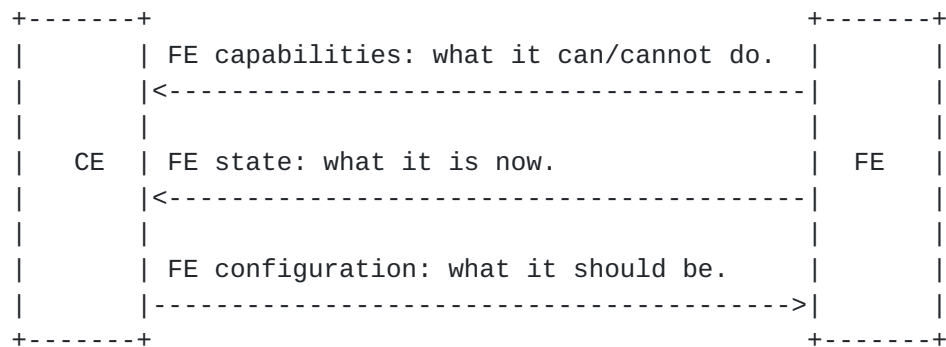 FE capabilities: what it can/cannot do.
CE FE state: what it is now. FE
FE configuration: what it should be.